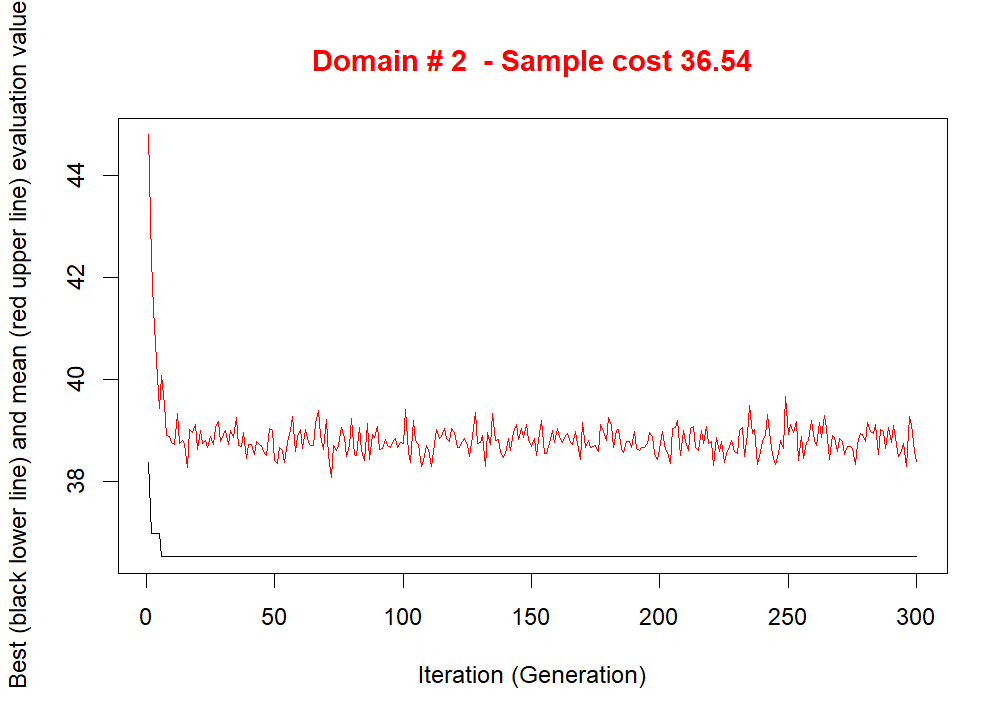 Domain # 2  - Sample cost 36.54
Best (black lower line) and mean (red upper line) evaluation value
44
42
40
38
0 50 100 150 200 250 300
Iteration (Generation)